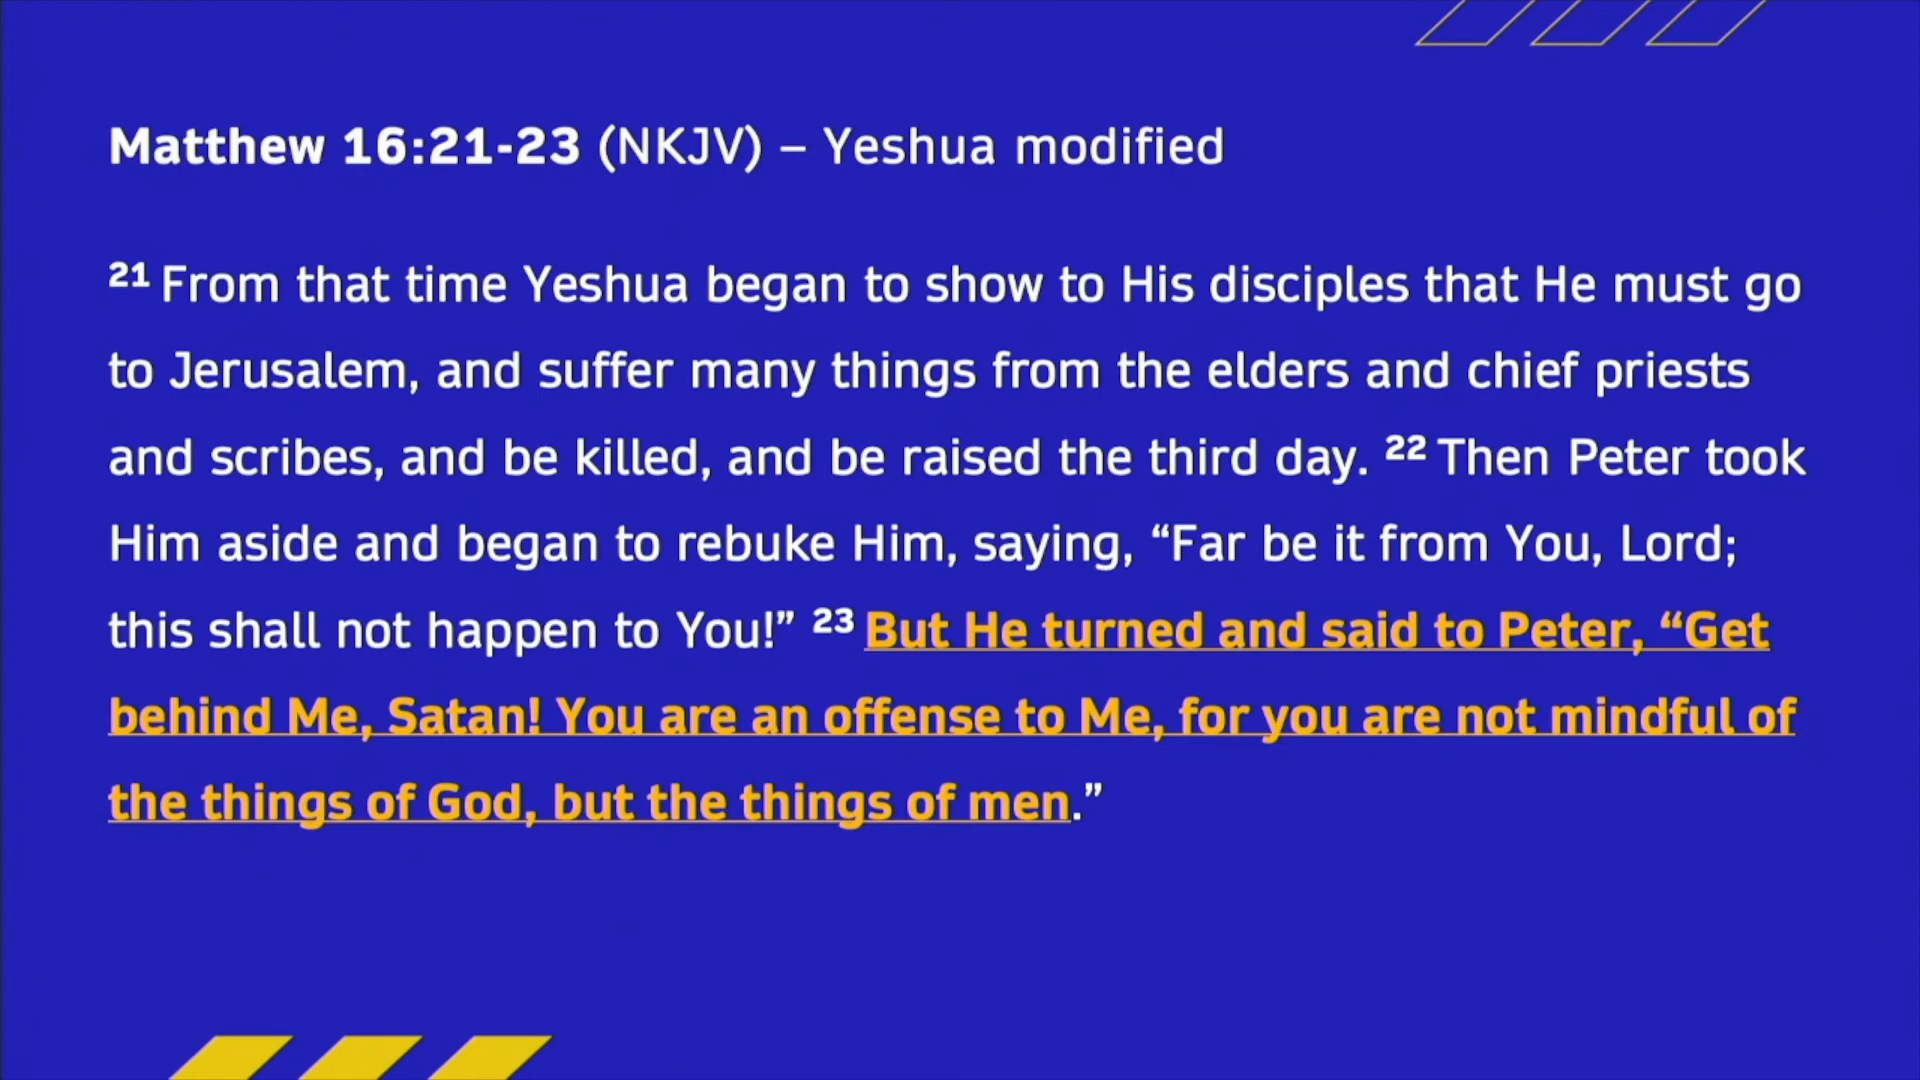 Matthew 16:21-23 (NKJV) – Yeshua modified
21 From that time Yeshua began to show to His disciples that He must go
to Jerusalem, and suffer many things from the elders and chief priests
and scribes, and be killed, and be raised the third day. 22 Then Peter took
Him aside and began to rebuke Him, saying, “Far be it from You, Lord;
this shall not happen to You!” 23 But He turned and said to Peter, “Get
behind Me, Satan! You are an offense to Me, for you are not mindful of
the things of God, but the things of men.”